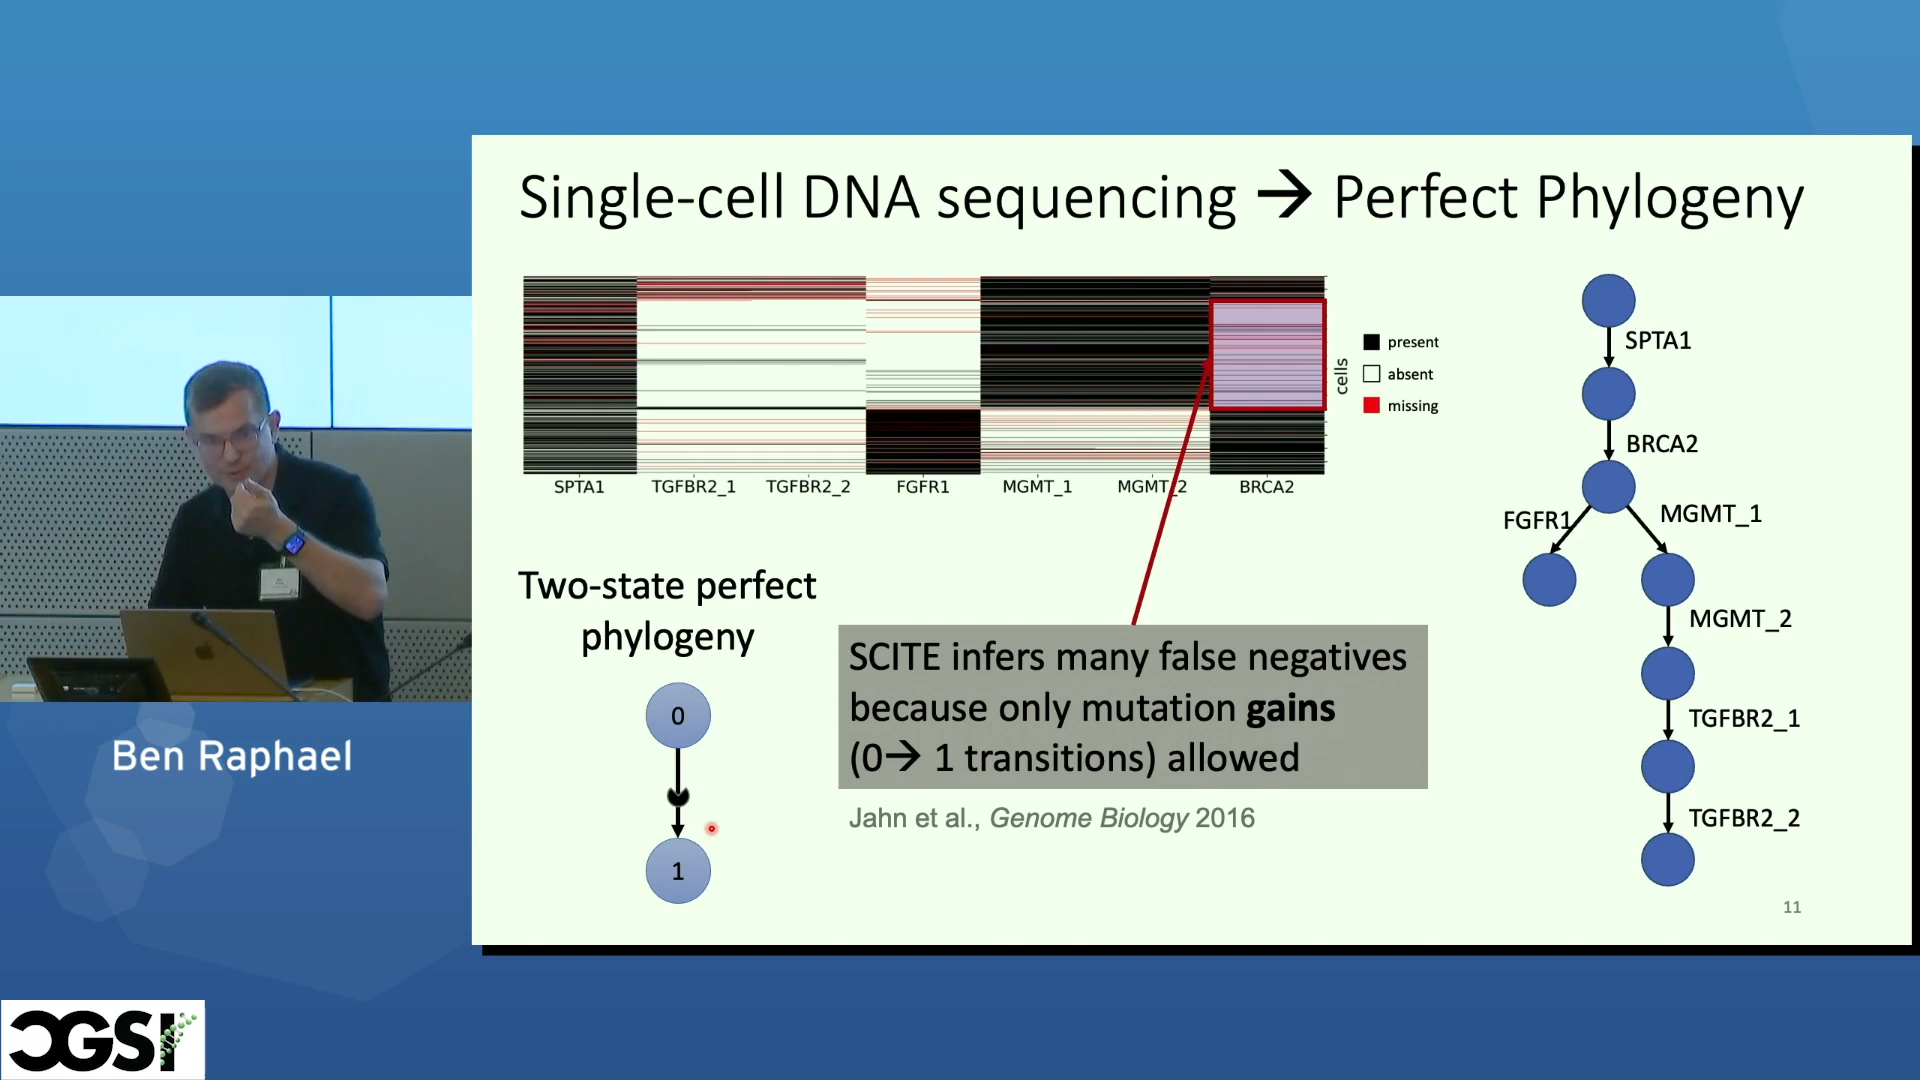 Single-cell DNA sequencing → Perfect Phylogeny
cells
present
absent
missing
SPTA1 TGFBR2_1 TGFBR2_2 FGFR1 MGMT_1 MGMT_2 BRCA2
SPTA1
BRCA2
FGFR1
MGMT_1
MGMT_2
TGFBR2_1
TGFBR2_2
Two-state perfect
phylogeny
0
1
SCITE infers many false negatives
because only mutation gains
(0→ 1 transitions) allowed
Jahn et al., Genome Biology 2016
11
Ben Raphael
CGSI